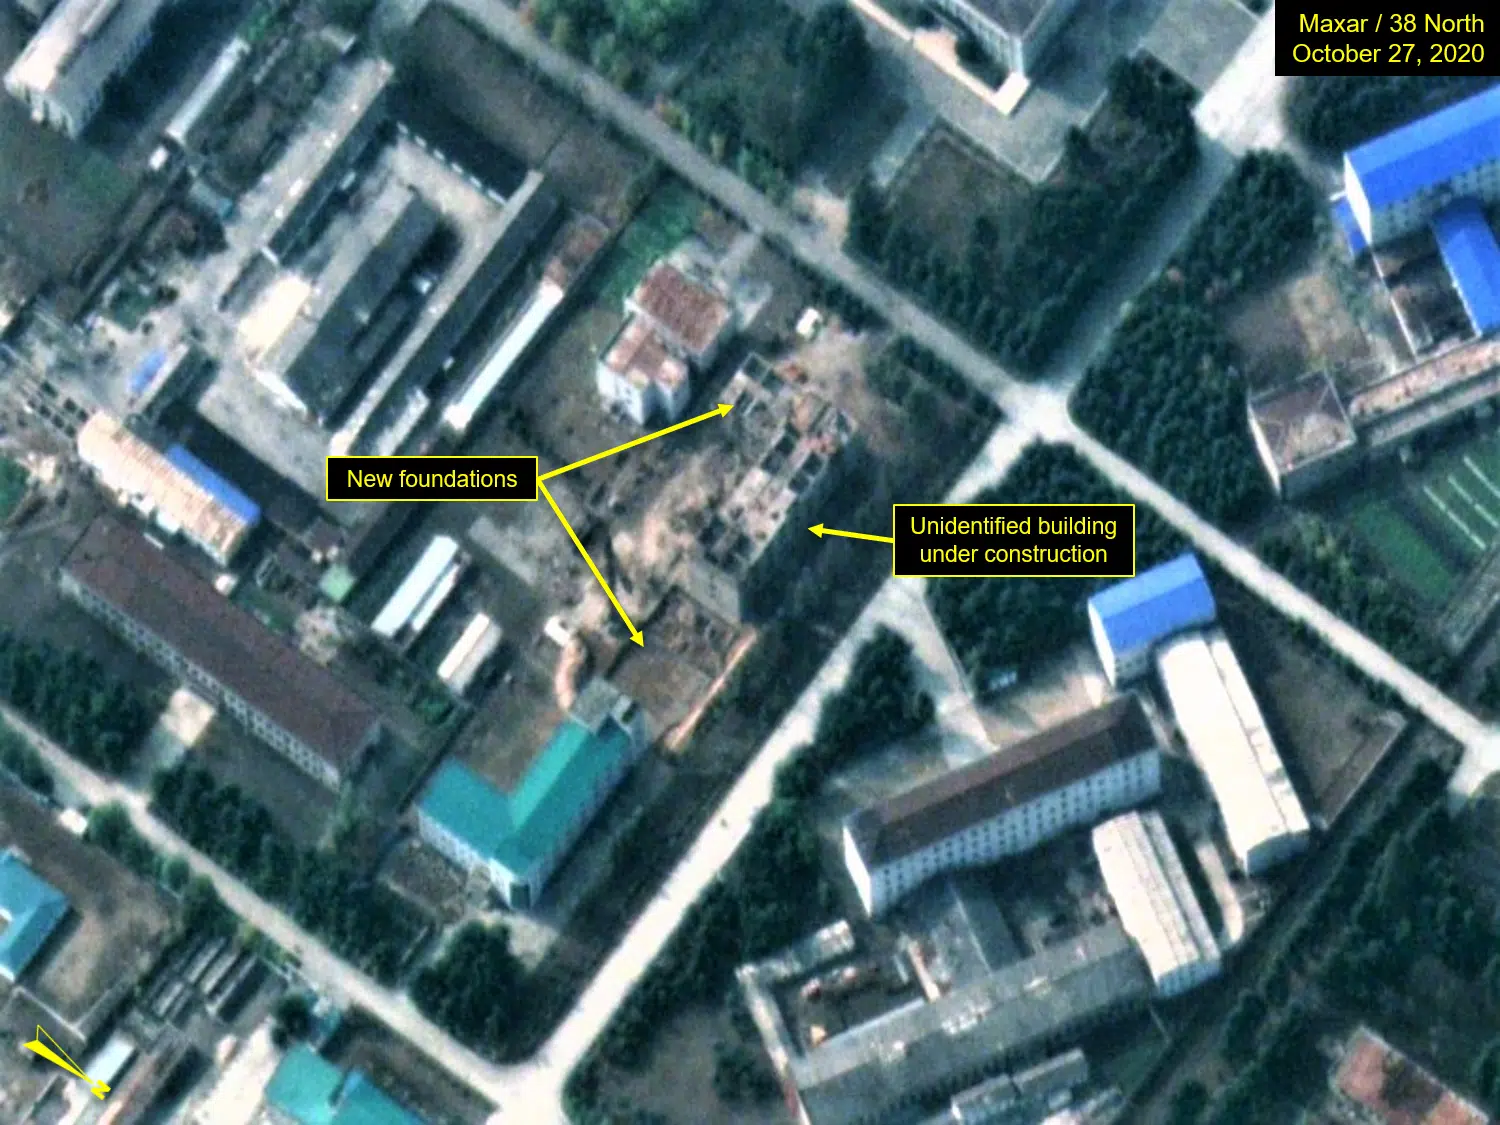 Maxar / 38 North
October 27, 2020
New foundations
Unidentified building
under construction
N